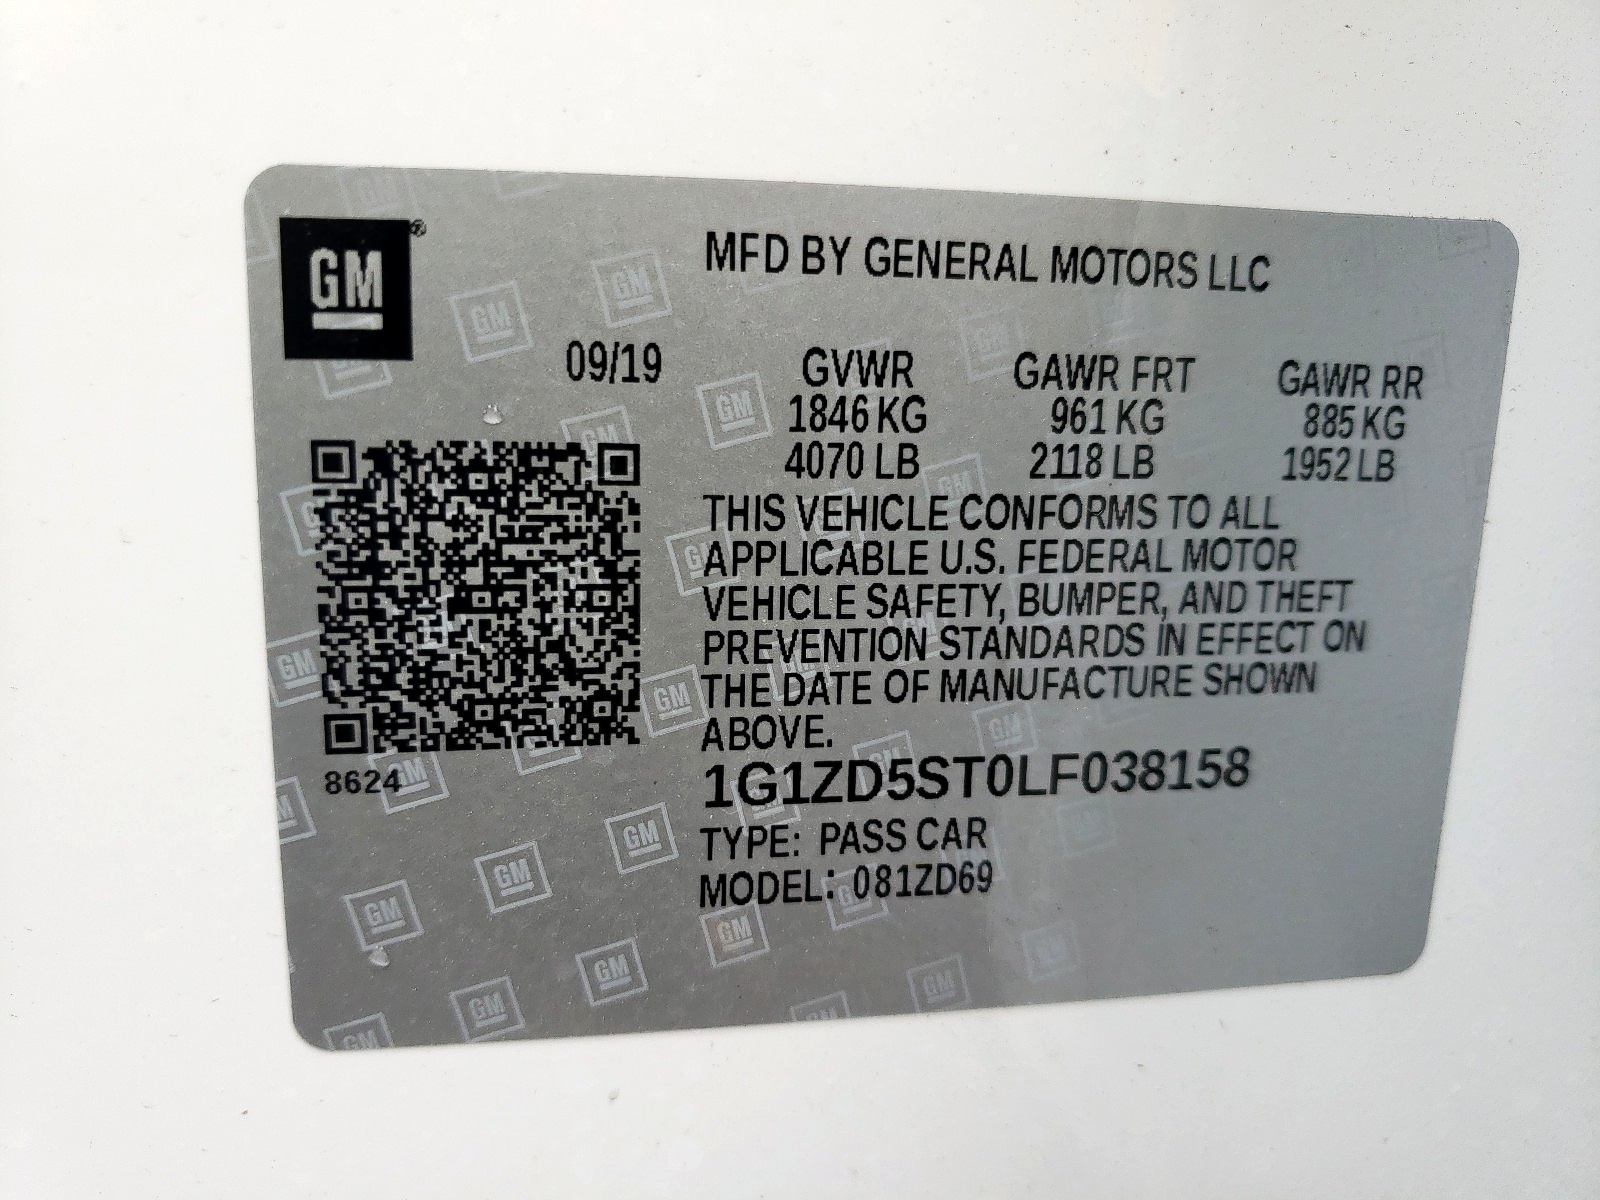 GM®
MFD BY GENERAL MOTORS LLC
09/19
GVWR GAWR FRT GAWR RR
1846 KG 961 KG 885 KG
4070 LB 2118 LB 1952 LB
THIS VEHICLE CONFORMS TO ALL
APPLICABLE U.S. FEDERAL MOTOR
VEHICLE SAFETY, BUMPER, AND THEFT
PREVENTION STANDARDS IN EFFECT ON
THE DATE OF MANUFACTURE SHOWN
ABOVE.
8624
1G1ZD5ST0LF038158
TYPE: PASS CAR
MODEL: 081ZD69